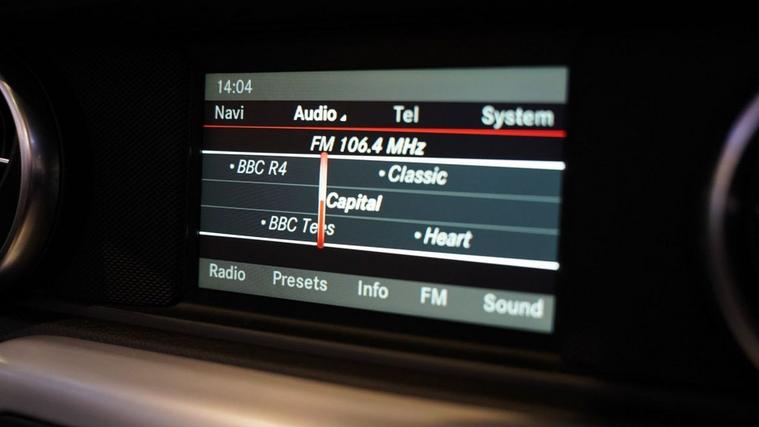 14:04
Navi Audio Tel System
FM 106.4 MHz
• BBC R4 • Classic
Capital
• BBC Tees • Heart
Radio Presets Info FM Sound